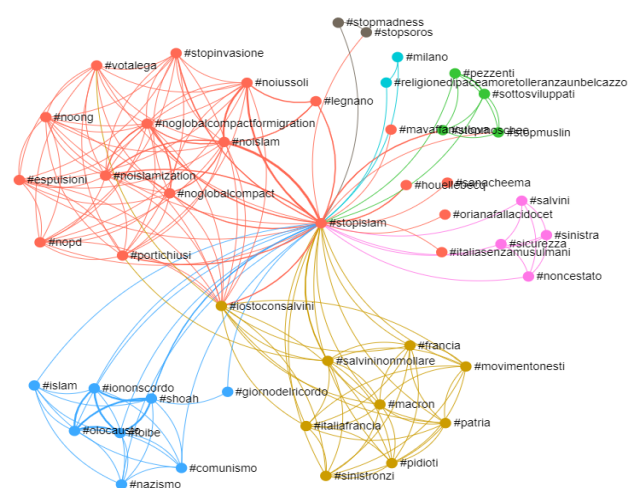 #stopmadness
#stopsoros
#milano
#votalega
#stopinvasione
#noiussoli
#legnano
#religionedipaceamoretolleranzaunbelcazzo
#pezzenti
#sottosviluppati
#stopmuslin
#noong
#noglobalcompactformigration
#noislam
#noislamization
#espulsioni
#noglobalcompact
#houellebecq
#sanacheema
#salvini
#orianafallacidocet
#stopislam
#sinistra
#sicurezza
#italiasenzamusulmani
#nopd
#portichiusi
#noncestato
#iostoconsalvini
#francia
#salvininonmollare
#movimentonesti
#islam
#iononscordo
#shoah
#giornodelricordo
#macron
#olocausto
#foibe
#italiafrancia
#patria
#comunismo
#pidioti
#nazismo
#sinistronzi